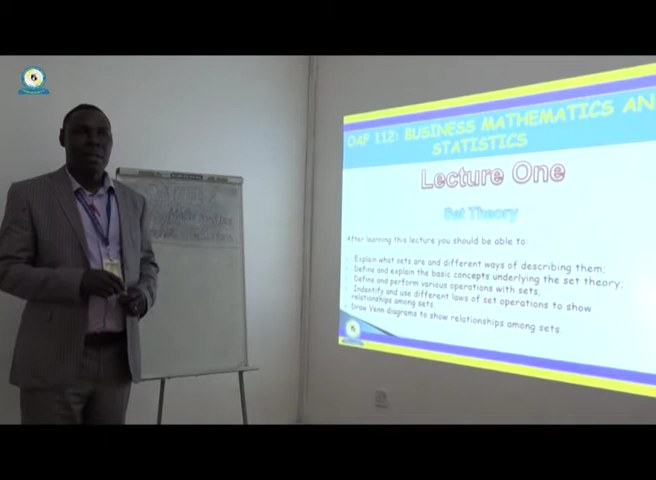 DAF 112: BUSINESS MATHEMATICS AN
STATISTICS
Lecture One
Set Theory
After learning this lecture you should be able to:
Explain what sets are and different ways of describing them;
Define and explain the basic concepts underlying the set theory;
Define and perform various operations with sets;
Indentify and use different laws of set operations to show
relationships among sets.
Draw Venn diagrams to show relationships among sets.